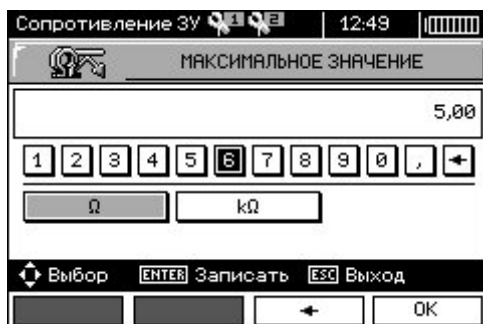 Сопротивление ЗУ 1 2 12:49
МАКСИМАЛЬНОЕ ЗНАЧЕНИЕ
5,00
1 2 3 4 5 6 7 8 9 0 , ←
Ω kΩ
Выбор ENTER Записать ESC Выход
← OK